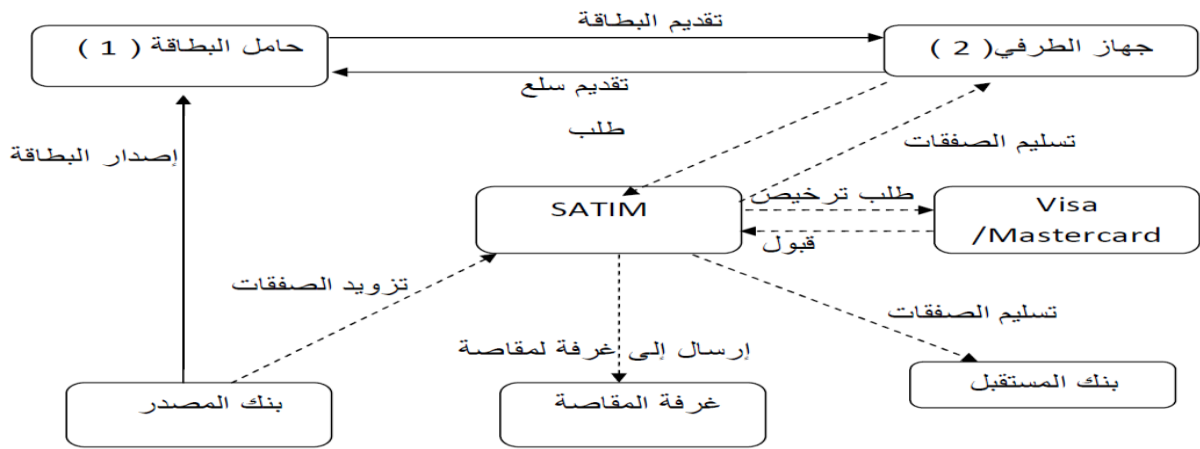 تقديم البطاقة
حامل البطاقة ( 1 )
جهاز الطرفي( 2 )
تقديم سلع
طلب
تسليم الصفقات
إصدار البطاقة
SATIM
طلب ترخيص
Visa
/Mastercard
قبول
تزويد الصفقات
تسليم الصفقات
إرسال إلى غرفة لمقاصة
بنك المصدر
غرفة المقاصة
بنك المستقبل